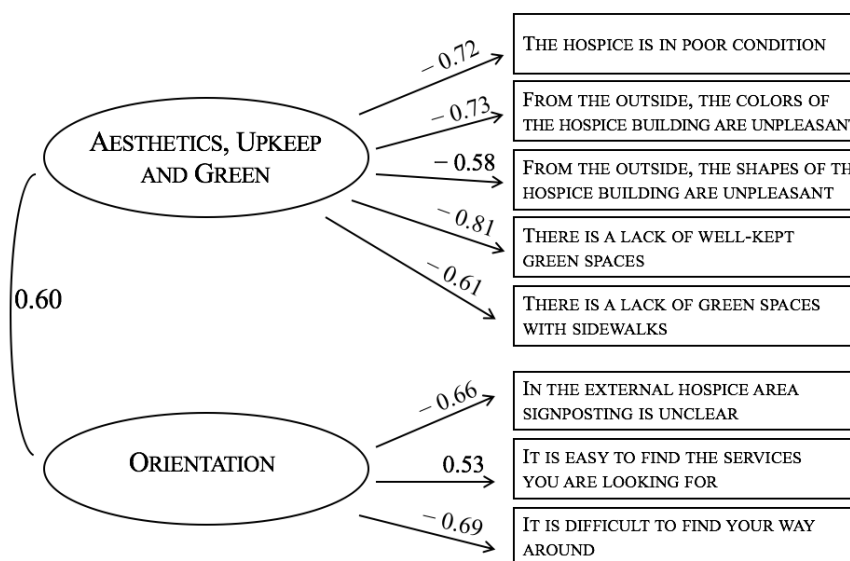 − 0.72
THE HOSPICE IS IN POOR CONDITION
− 0.73
FROM THE OUTSIDE, THE COLORS OF
THE HOSPICE BUILDING ARE UNPLEASANT
AESTHETICS, UPKEEP
AND GREEN
− 0.58
FROM THE OUTSIDE, THE SHAPES OF TH
HOSPICE BUILDING ARE UNPLEASANT
− 0.81
THERE IS A LACK OF WELL-KEPT
GREEN SPACES
− 0.61
THERE IS A LACK OF GREEN SPACES
WITH SIDEWALKS
0.60
− 0.66
IN THE EXTERNAL HOSPICE AREA
SIGNPOSTING IS UNCLEAR
ORIENTATION
0.53
IT IS EASY TO FIND THE SERVICES
YOU ARE LOOKING FOR
− 0.69
IT IS DIFFICULT TO FIND YOUR WAY
AROUND